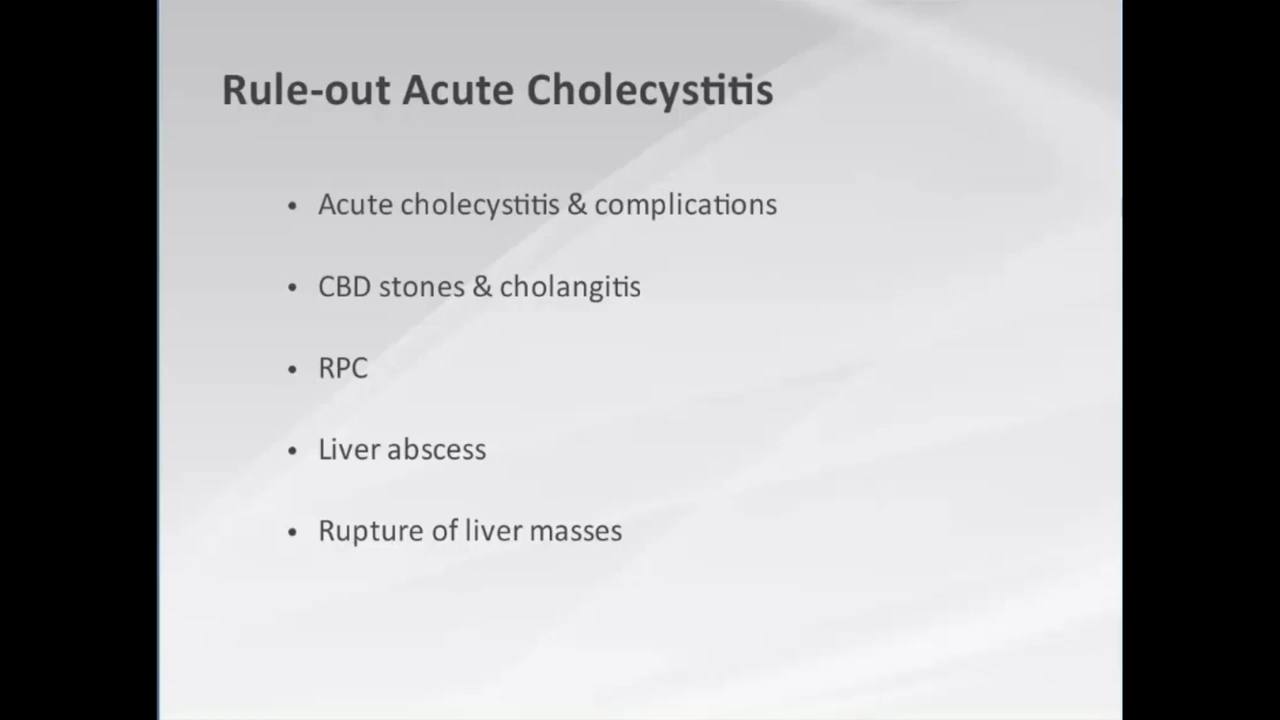 Rule-out Acute Cholecystitis
• Acute cholecystitis & complications
• CBD stones & cholangitis
• RPC
• Liver abscess
• Rupture of liver masses